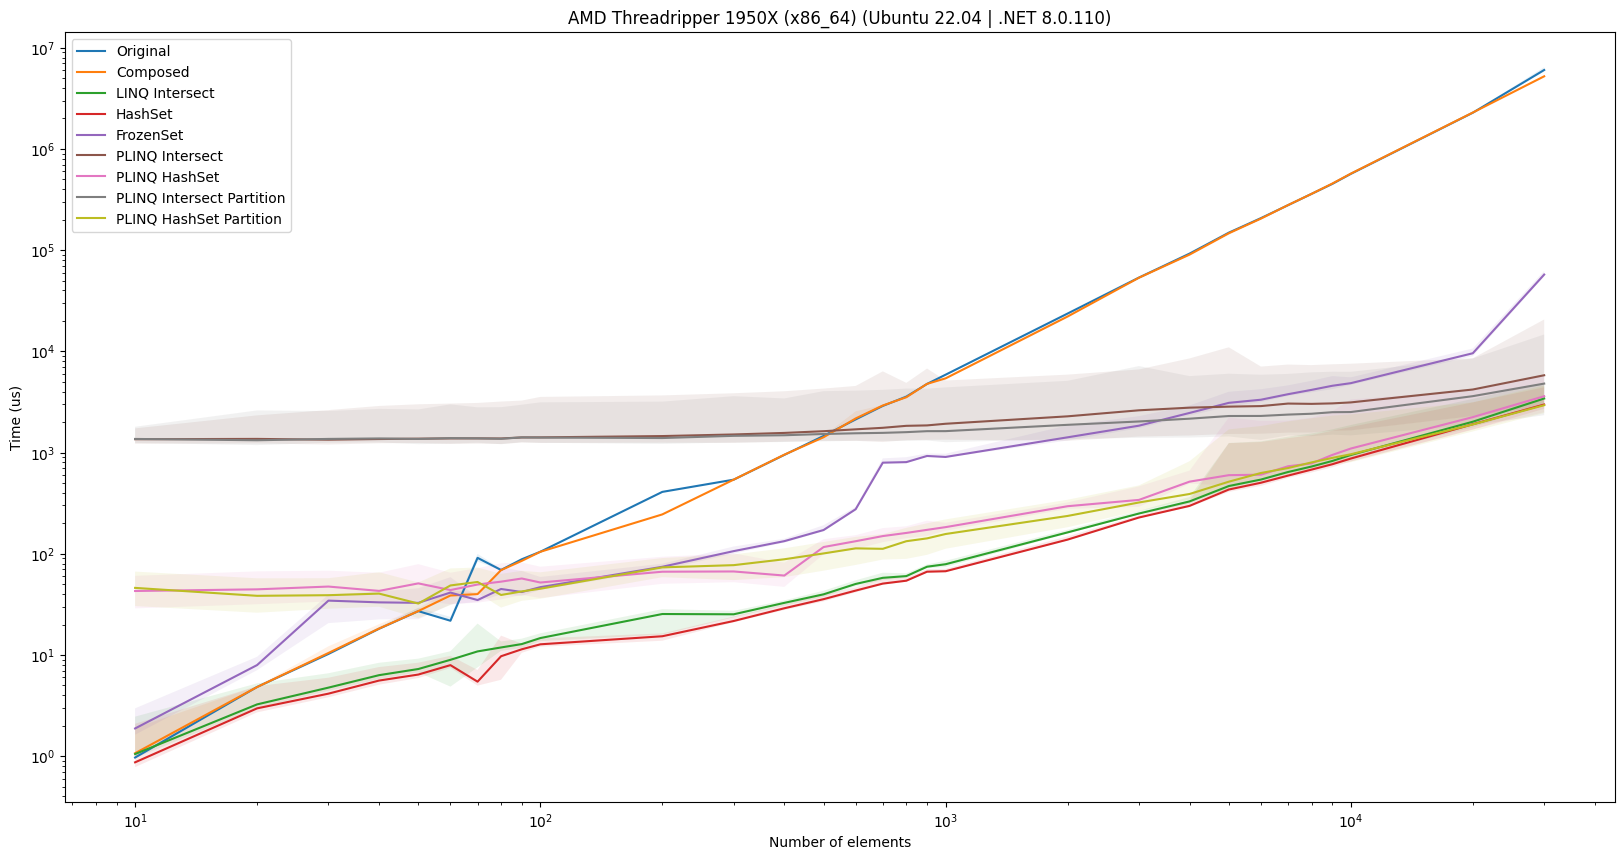 AMD Threadripper 1950X (x86_64) (Ubuntu 22.04 | .NET 8.0.110)
Original
Composed
LINQ Intersect
HashSet
FrozenSet
PLINQ Intersect
PLINQ HashSet
PLINQ Intersect Partition
PLINQ HashSet Partition
Time (us)
10⁷
10⁶
10⁵
10⁴
10³
10²
10¹
10⁰
10¹ 10² 10³ 10⁴
Number of elements